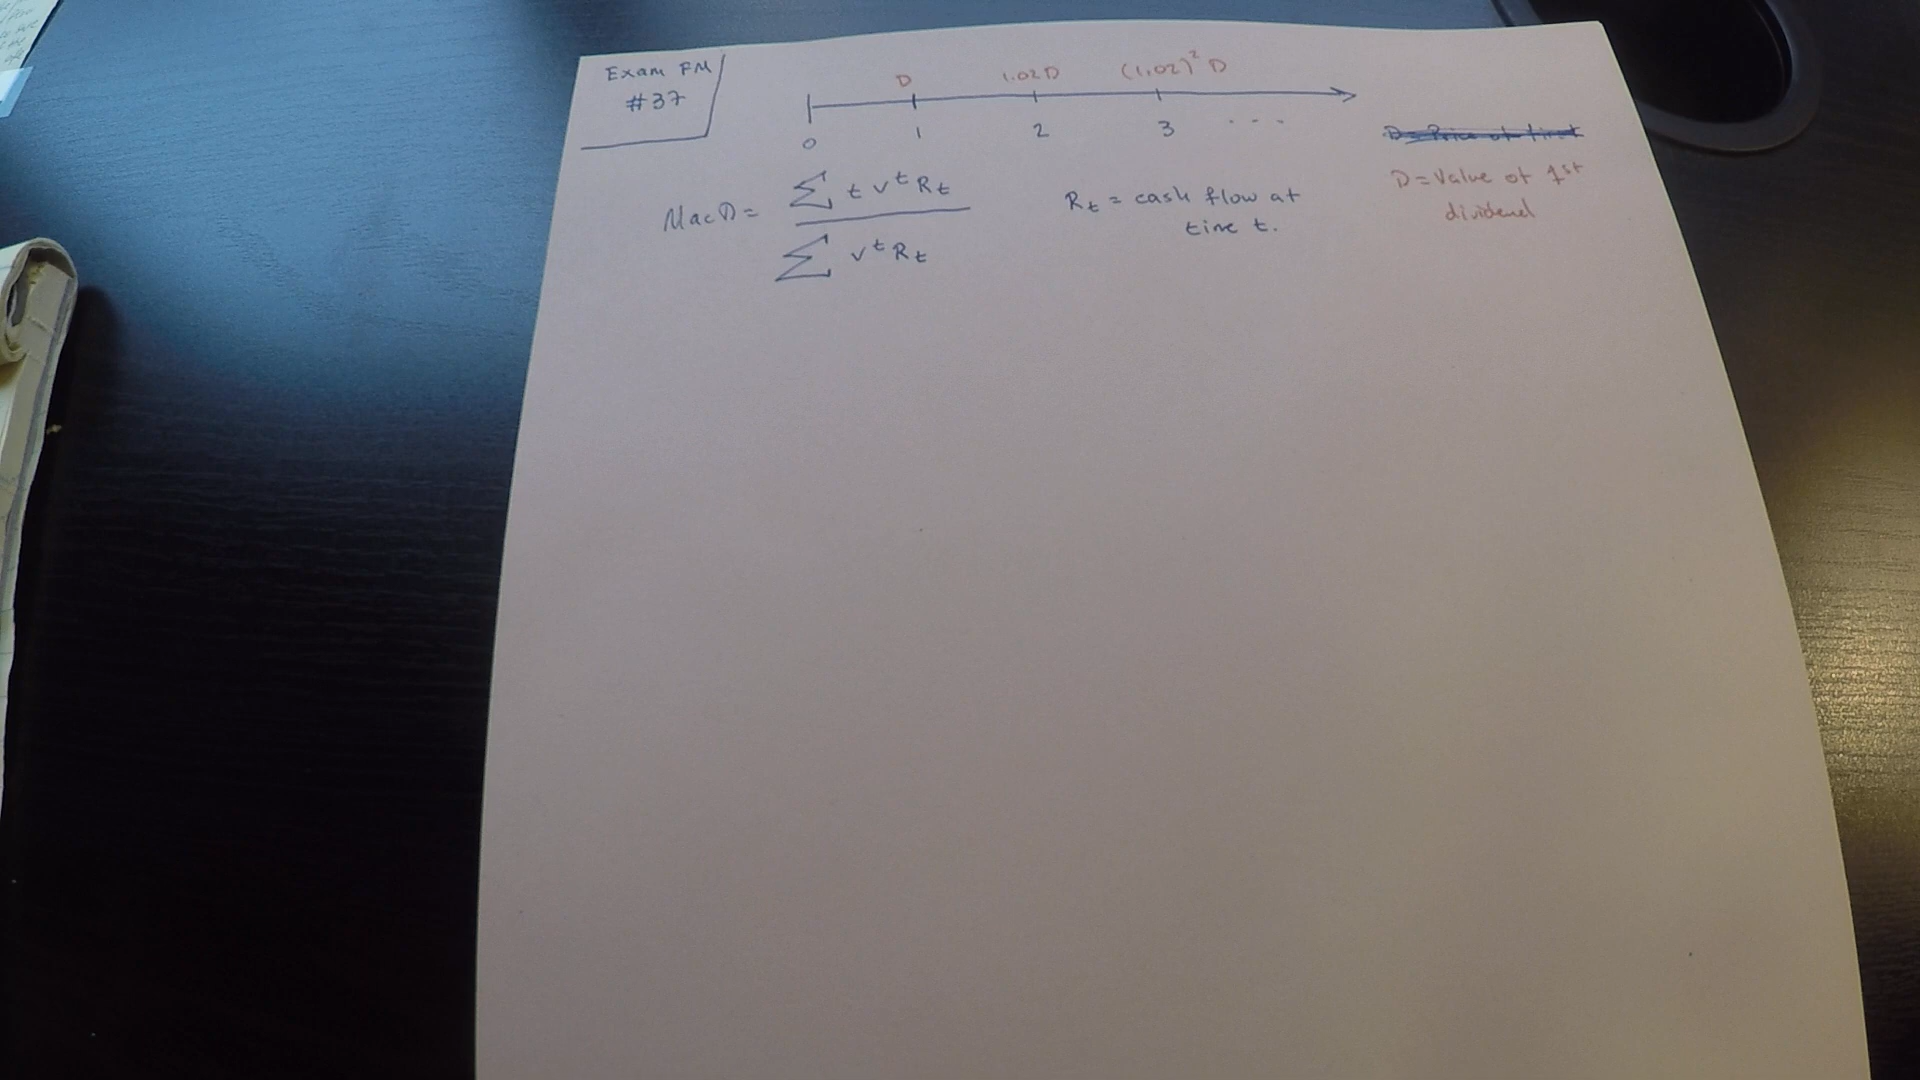 Exam FM
#37
D 1.02D (1.02)² D
0 1 2 3 ...
D = Price of first
D = Value of 1st
dividend
MacD = ∑ t v^t R_t
∑ v^t R_t
R_t = cash flow at
time t.